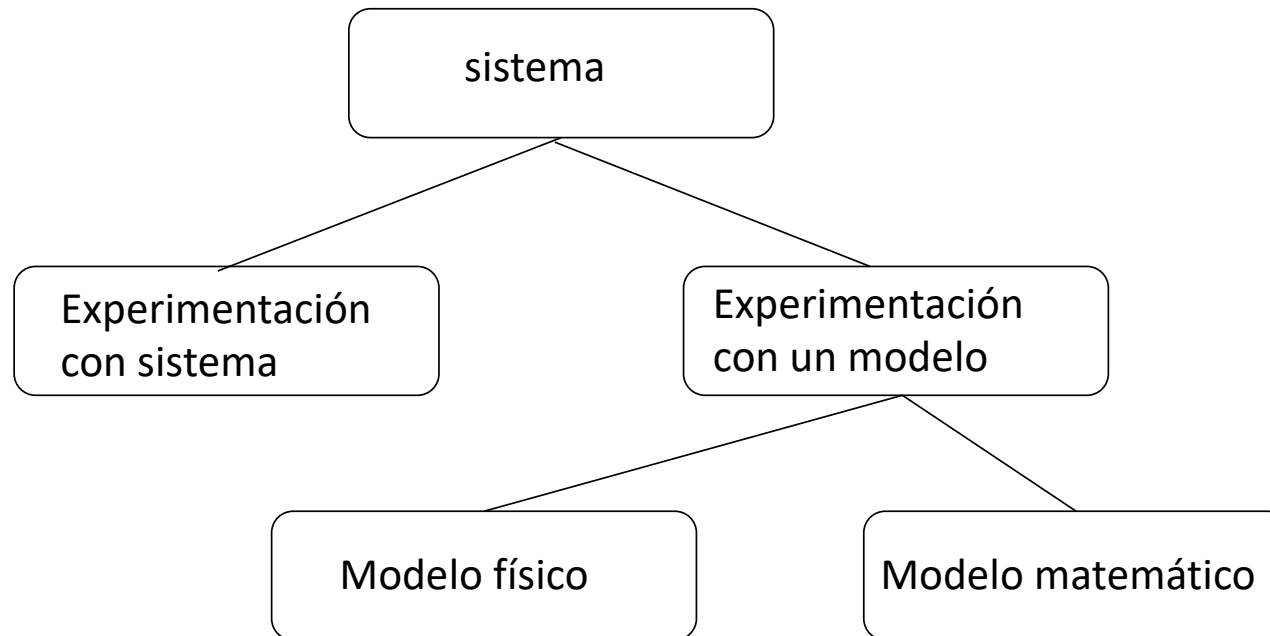 sistema
Experimentación
con sistema
Experimentación
con un modelo
Modelo físico
Modelo matemático